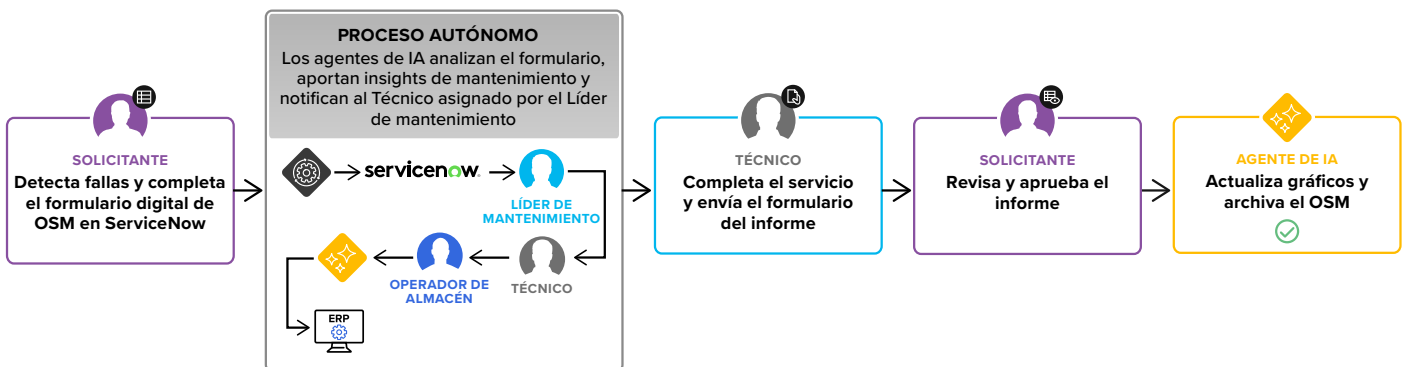 SOLICITANTE
Detecta fallas y completa
el formulario digital de
OSM en ServiceNow
PROCESO AUTÓNOMO
Los agentes de IA analizan el formulario,
aportan insights de mantenimiento y
notifican al Técnico asignado por el Líder
de mantenimiento
servicenow
LÍDER DE
MANTENIMIENTO
TÉCNICO
OPERADOR DE
ALMACÉN
ERP
TÉCNICO
Completa el servicio
y envía el formulario
del informe
SOLICITANTE
Revisa y aprueba el
informe
AGENTE DE IA
Actualiza gráficos y
archiva el OSM